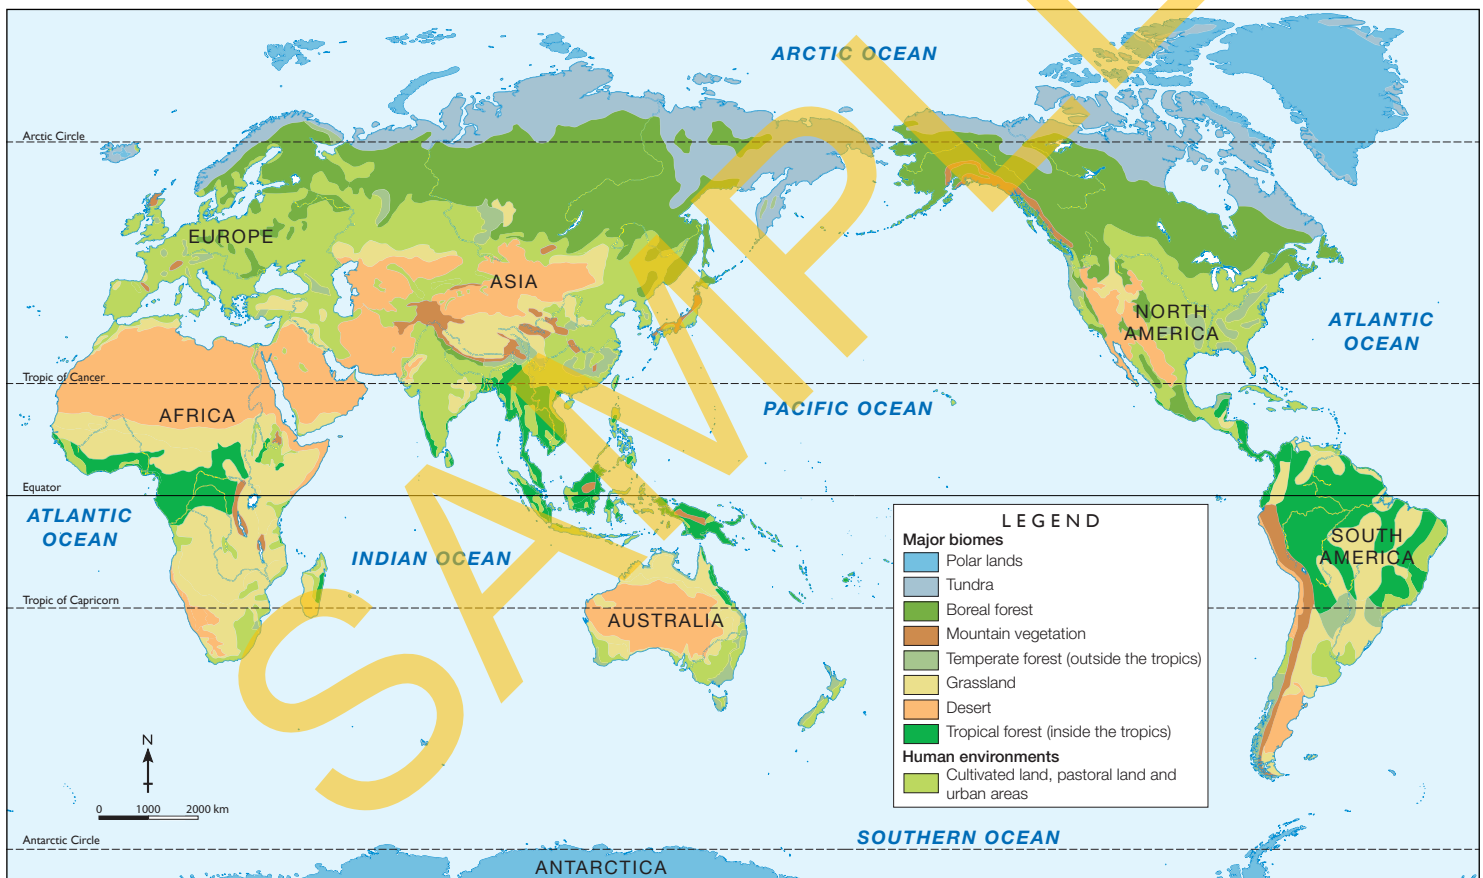 ARCTIC OCEAN
Arctic Circle
EUROPE
ASIA
NORTH
AMERICA
ATLANTIC
OCEAN
Tropic of Cancer
AFRICA
PACIFIC OCEAN
Equator
ATLANTIC
OCEAN
INDIAN OCEAN
SOUTH
AMERICA
Tropic of Capricorn
AUSTRALIA
LEGEND
Major biomes
Polar lands
Tundra
Boreal forest
Mountain vegetation
Temperate forest (outside the tropics)
Grassland
Desert
Tropical forest (inside the tropics)
Human environments
Cultivated land, pastoral land and
urban areas
N
0 1000 2000 km
Antarctic Circle
SOUTHERN OCEAN
ANTARCTICA
SAMPL